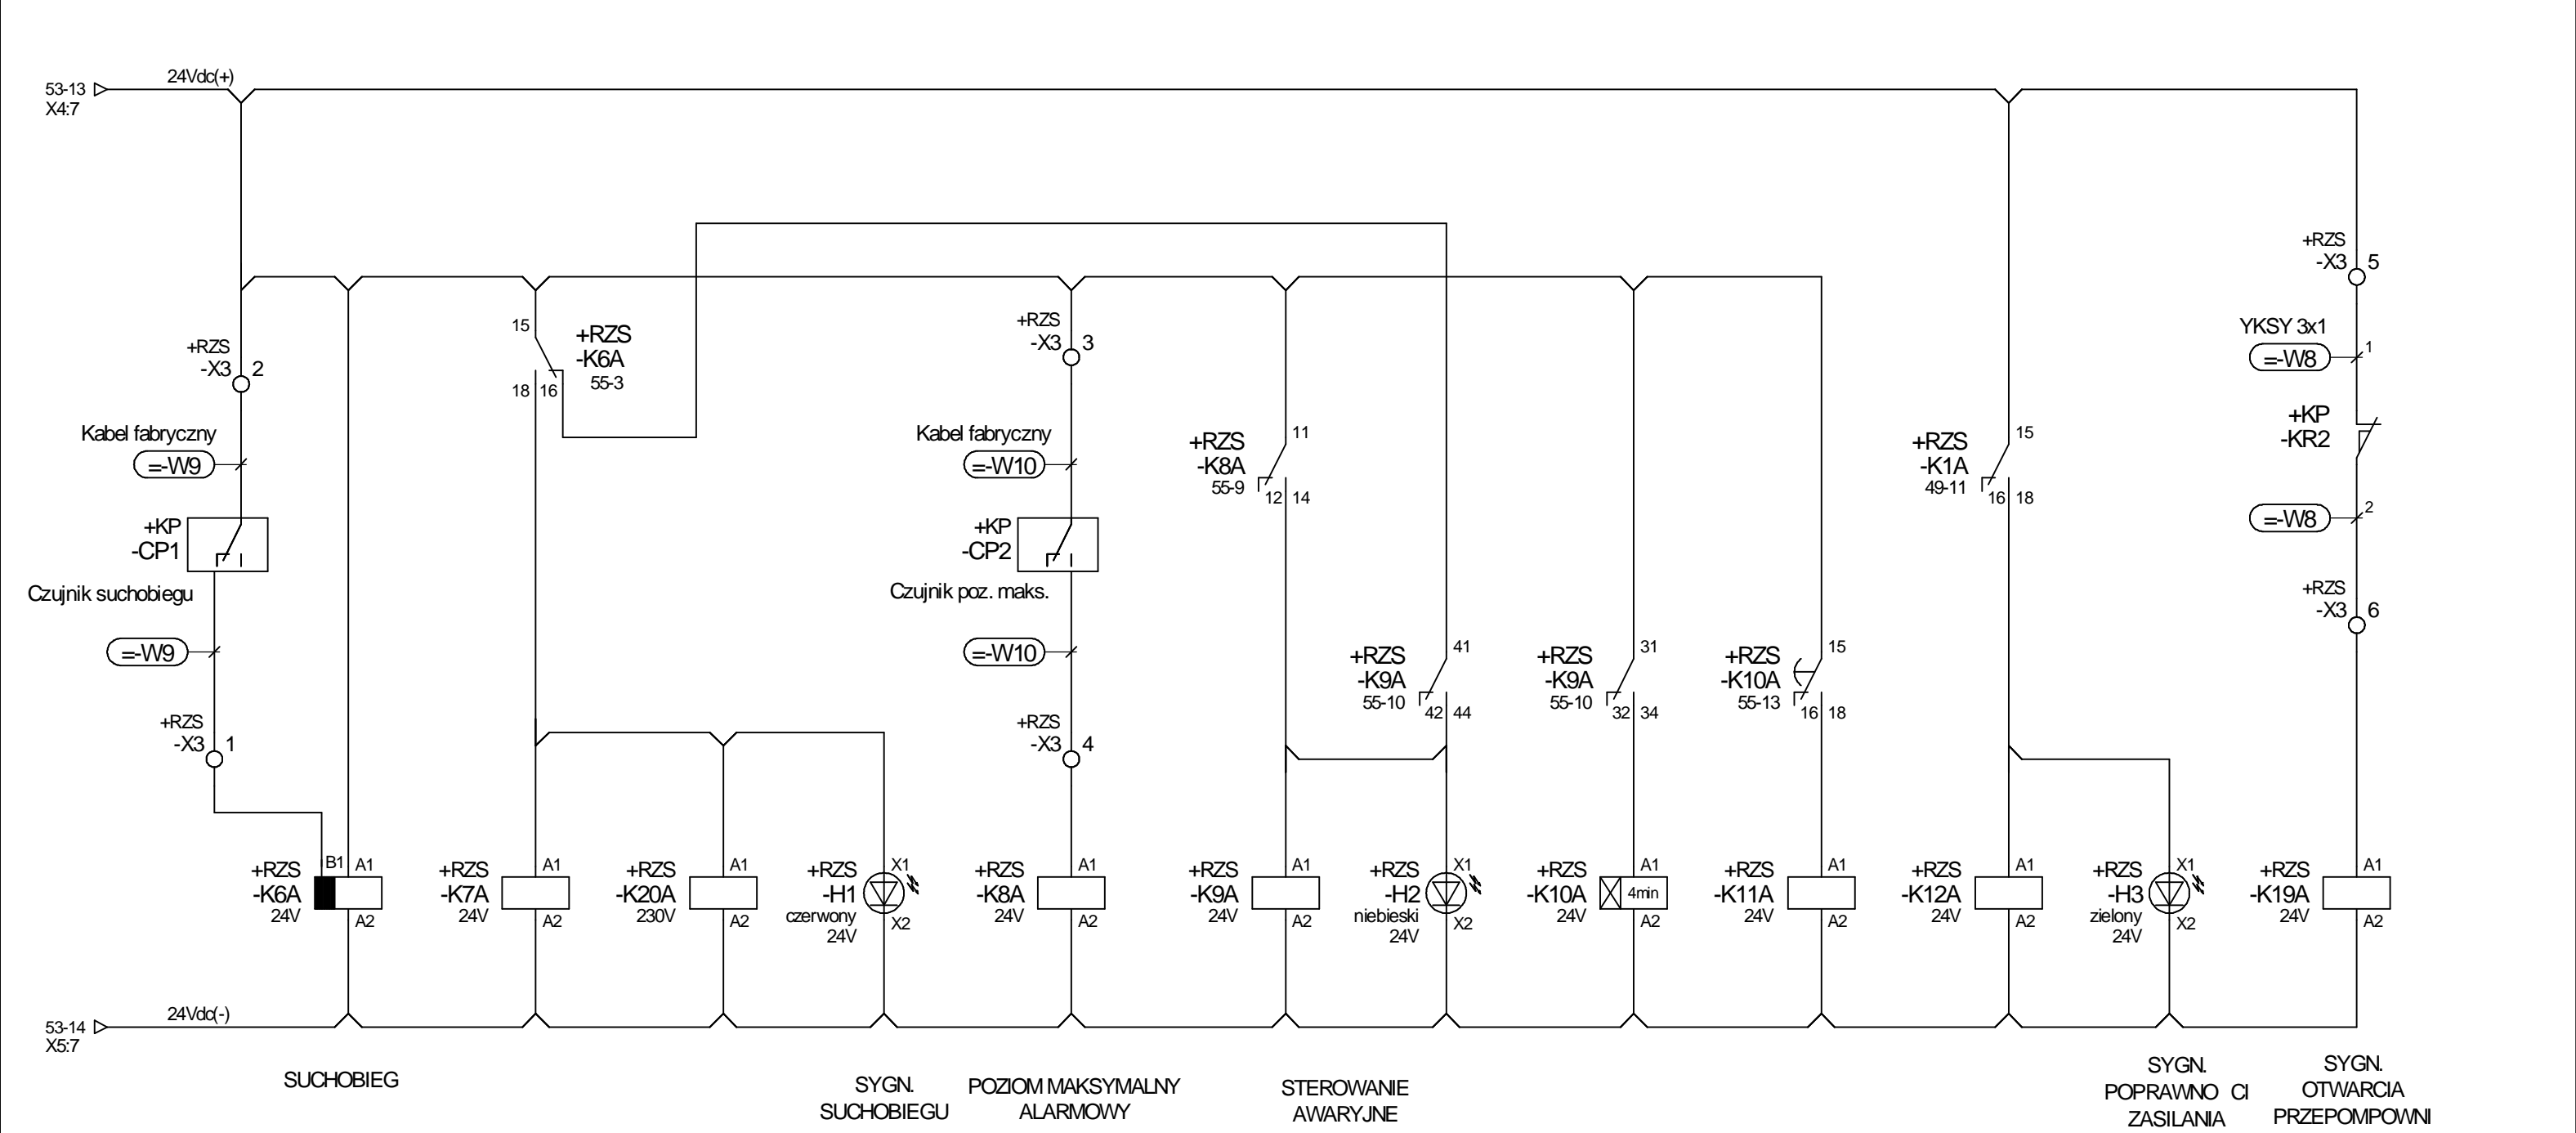 24Vdc(+)
53-13
X4:7
+RZS
-X3 2
Kabel fabryczny
=-W9
+KP
-CP1
Czujnik suchobiegu
=-W9
+RZS
-X3 1
+RZS
-K6A
24V
B1 A1
A2
15
+RZS
-K6A
55-3
18 16
+RZS
-K7A
24V
A1
A2
+RZS
-K20A
230V
A1
A2
+RZS
-H1
czerwony
24V
X1
X2
+RZS
-X3 3
Kabel fabryczny
=-W10
+KP
-CP2
Czujnik poz. maks.
=-W10
+RZS
-X3 4
+RZS
-K8A
24V
A1
A2
11
+RZS
-K8A
55-9
12 14
+RZS
-K9A
24V
A1
A2
41
+RZS
-K9A
55-10
42 44
+RZS
-H2
niebieski
24V
X1
X2
31
+RZS
-K9A
55-10
32 34
+RZS
-K10A
24V
4min
A1
A2
15
+RZS
-K10A
55-13
16 18
+RZS
-K11A
24V
A1
A2
15
+RZS
-K1A
49-11
16 18
+RZS
-K12A
24V
A1
A2
+RZS
-H3
zielony
24V
X1
X2
+RZS
-X3 5
YKSY 3x1
=-W8 1
+KP
-KR2
=-W8 2
+RZS
-X3 6
+RZS
-K19A
24V
A1
A2
24Vdc(-)
53-14
X5:7
SUCHOBIEG
SYGN.
SUCHOBIEGU
POZIOM MAKSYMALNY
ALARMOWY
STEROWANIE
AWARYJNE
SYGN.
POPRAWNO CI
ZASILANIA
SYGN.
OTWARCIA
PRZEPOMPOWNI